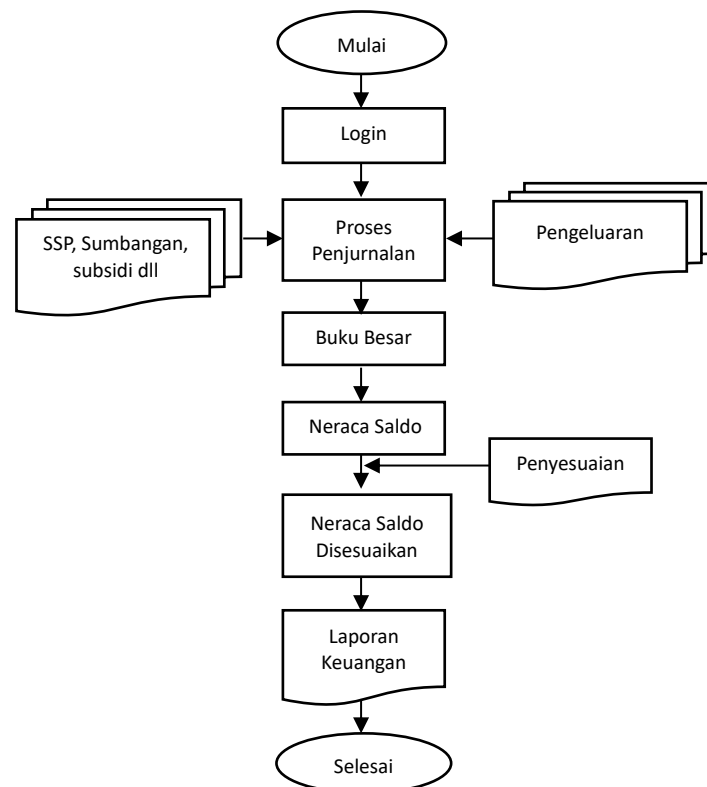 Mulai
Login
SSP, Sumbangan,
subsidi dll
Proses
Penjurnalan
Pengeluaran
Buku Besar
Neraca Saldo
Penyesuaian
Neraca Saldo
Disesuaikan
Laporan
Keuangan
Selesai